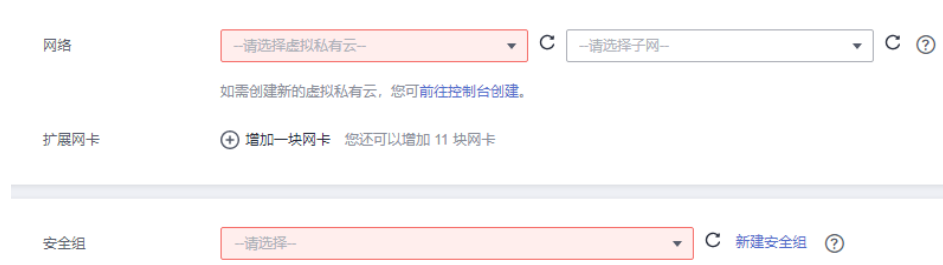 网络 --请选择虚拟私有云-- --请选择子网-- ?
如需创建新的虚拟私有云，您可前往控制台创建。
扩展网卡 增加一块网卡 您还可以增加 11 块网卡
安全组 --请选择-- 新建安全组 ?